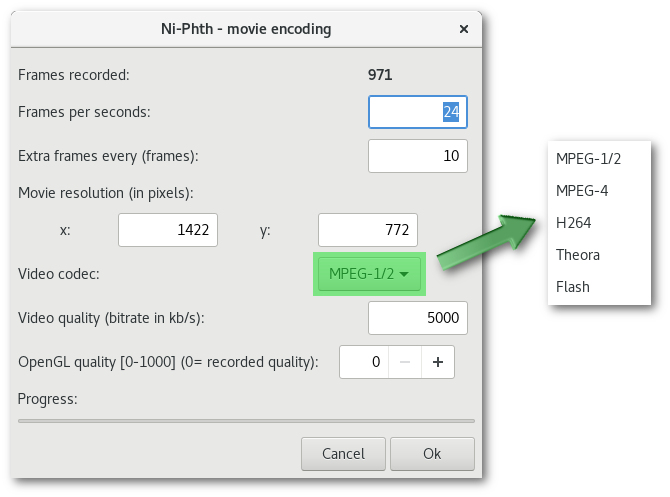 Ni-Phth - movie encoding ×
Frames recorded: 971
Frames per seconds: 24
Extra frames every (frames): 10
Movie resolution (in pixels):
x: 1422 y: 772
Video codec: MPEG-1/2
Video quality (bitrate in kb/s): 5000
OpenGL quality [0-1000] (0= recorded quality): 0 − +
Progress:
Cancel Ok
MPEG-1/2
MPEG-4
H264
Theora
Flash